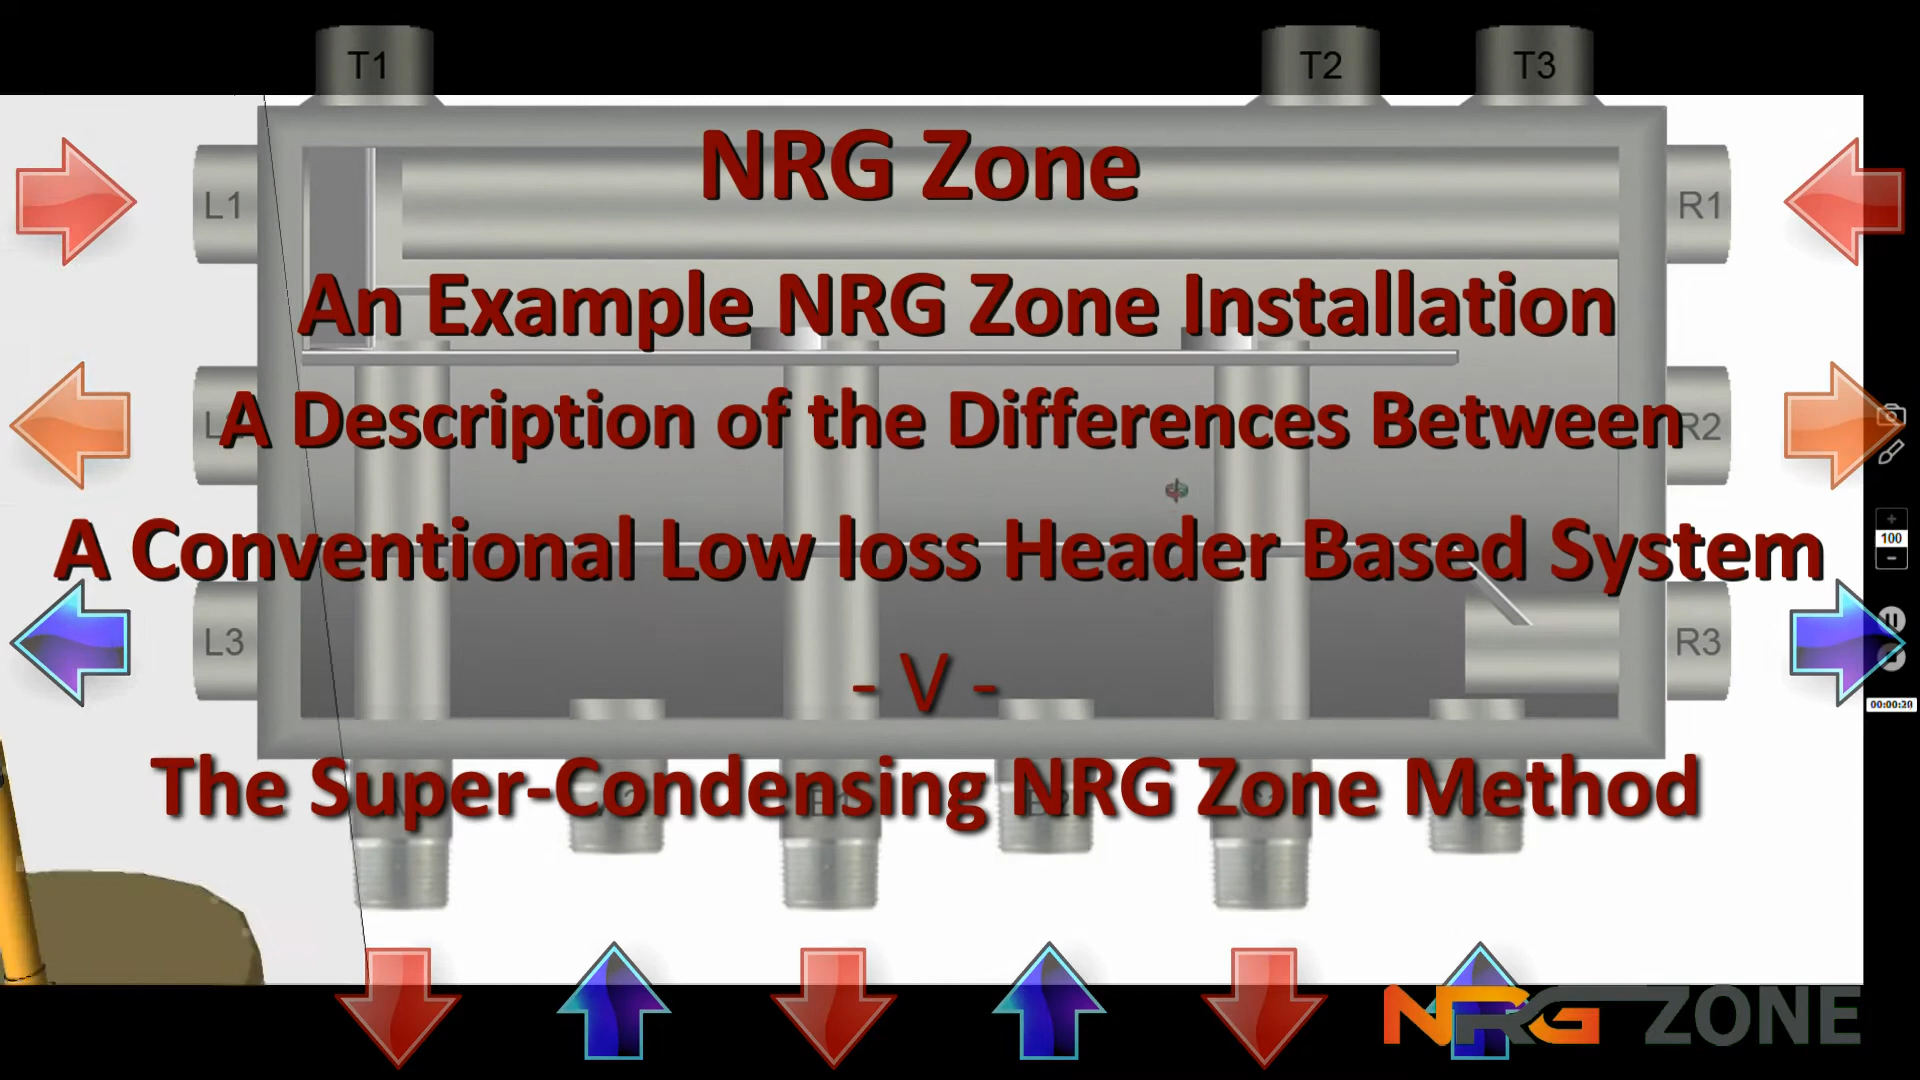 T1 T2 T3
NRG Zone
L1 R1
An Example NRG Zone Installation
A Description of the Differences Between
R2
A Conventional Low loss Header Based System
100
L3 R3
- V -
00:00:20
The Super-Condensing NRG Zone Method
NRG ZONE